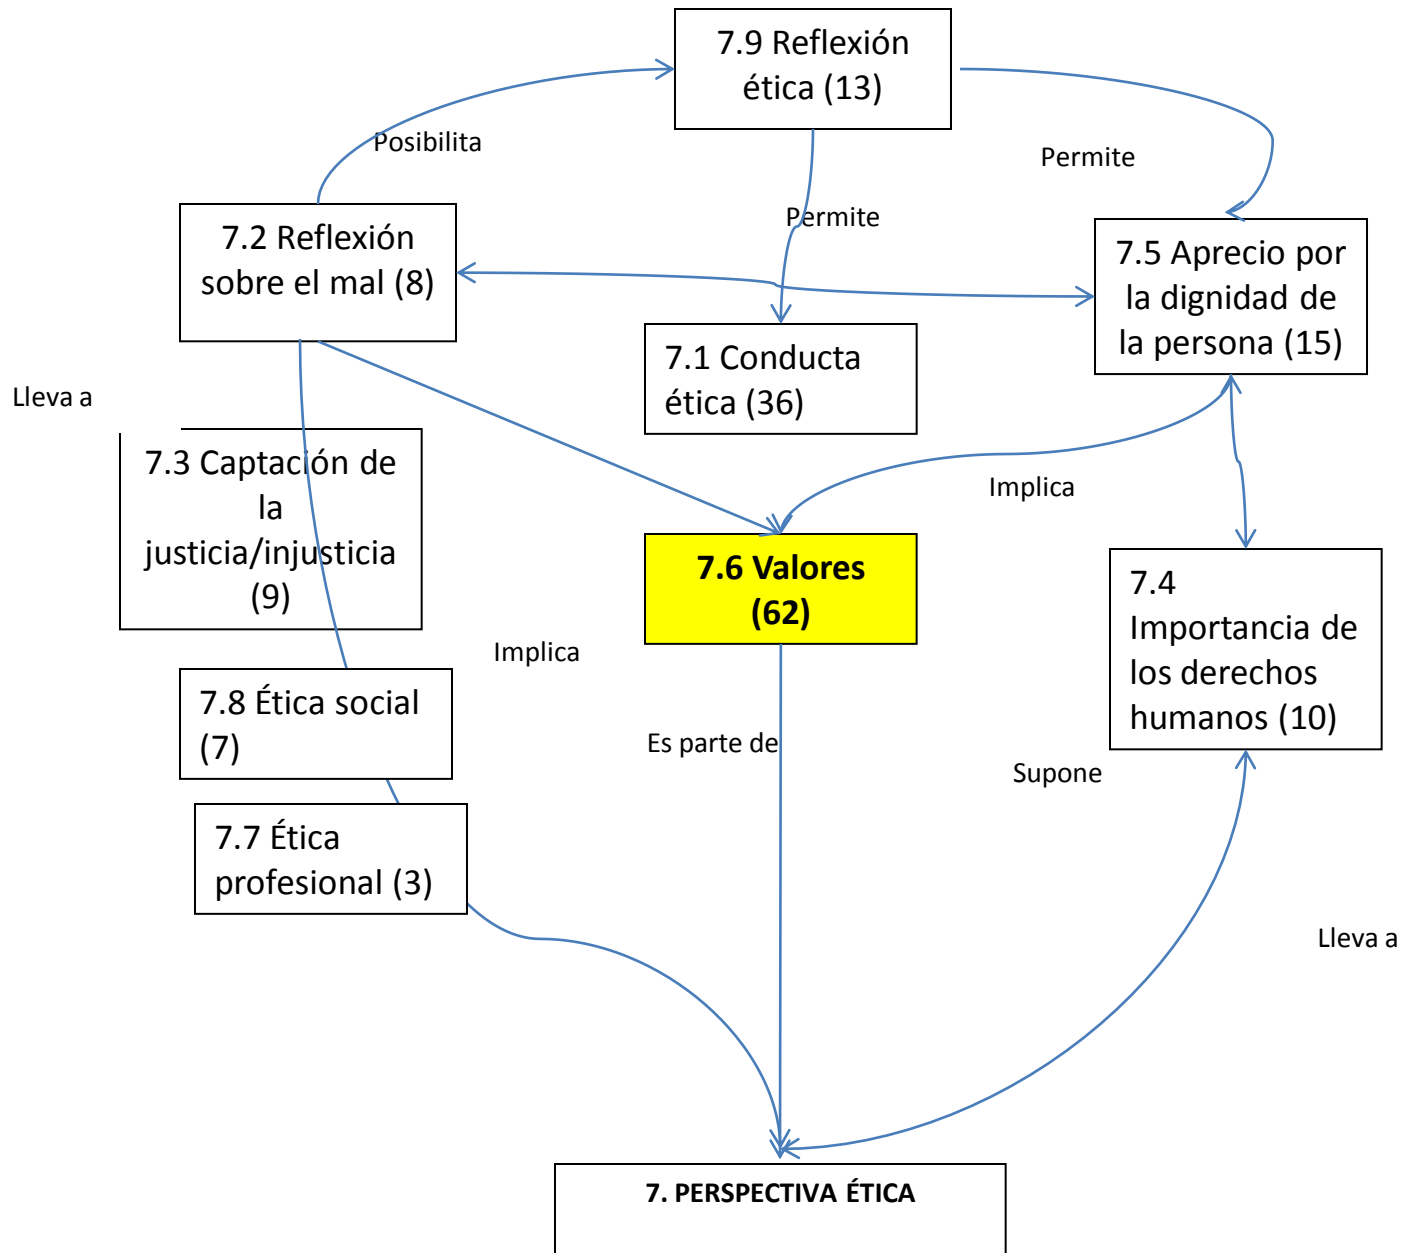 7.9 Reflexión
ética (13)
Posibilita
Permite
Permite
7.2 Reflexión
sobre el mal (8)
7.5 Aprecio por
la dignidad de
la persona (15)
7.1 Conducta
ética (36)
Lleva a
7.3 Captación de
la
justicia/injusticia
(9)
Implica
7.6 Valores
(62)
7.4
Importancia de
los derechos
humanos (10)
Implica
7.8 Ética social
(7)
Es parte de
Supone
7.7 Ética
profesional (3)
Lleva a
7. PERSPECTIVA ÉTICA